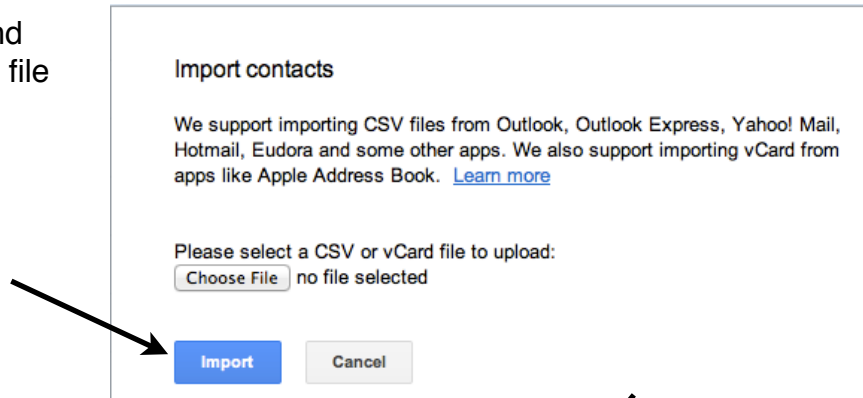 nd
file
Import contacts
We support importing CSV files from Outlook, Outlook Express, Yahoo! Mail,
Hotmail, Eudora and some other apps. We also support importing vCard from
apps like Apple Address Book. Learn more
Please select a CSV or vCard file to upload:
Choose File no file selected
Import Cancel